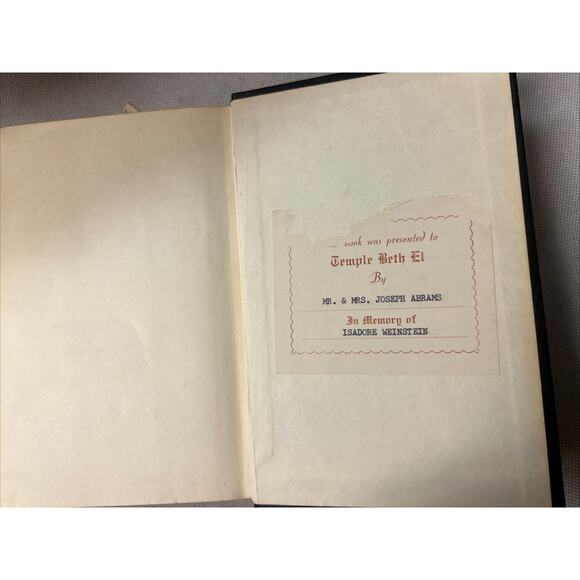 book was presented to
Temple Beth El
By
MR. & MRS. JOSEPH ABRAMS
In Memory of
ISADORE WEINSTEIN